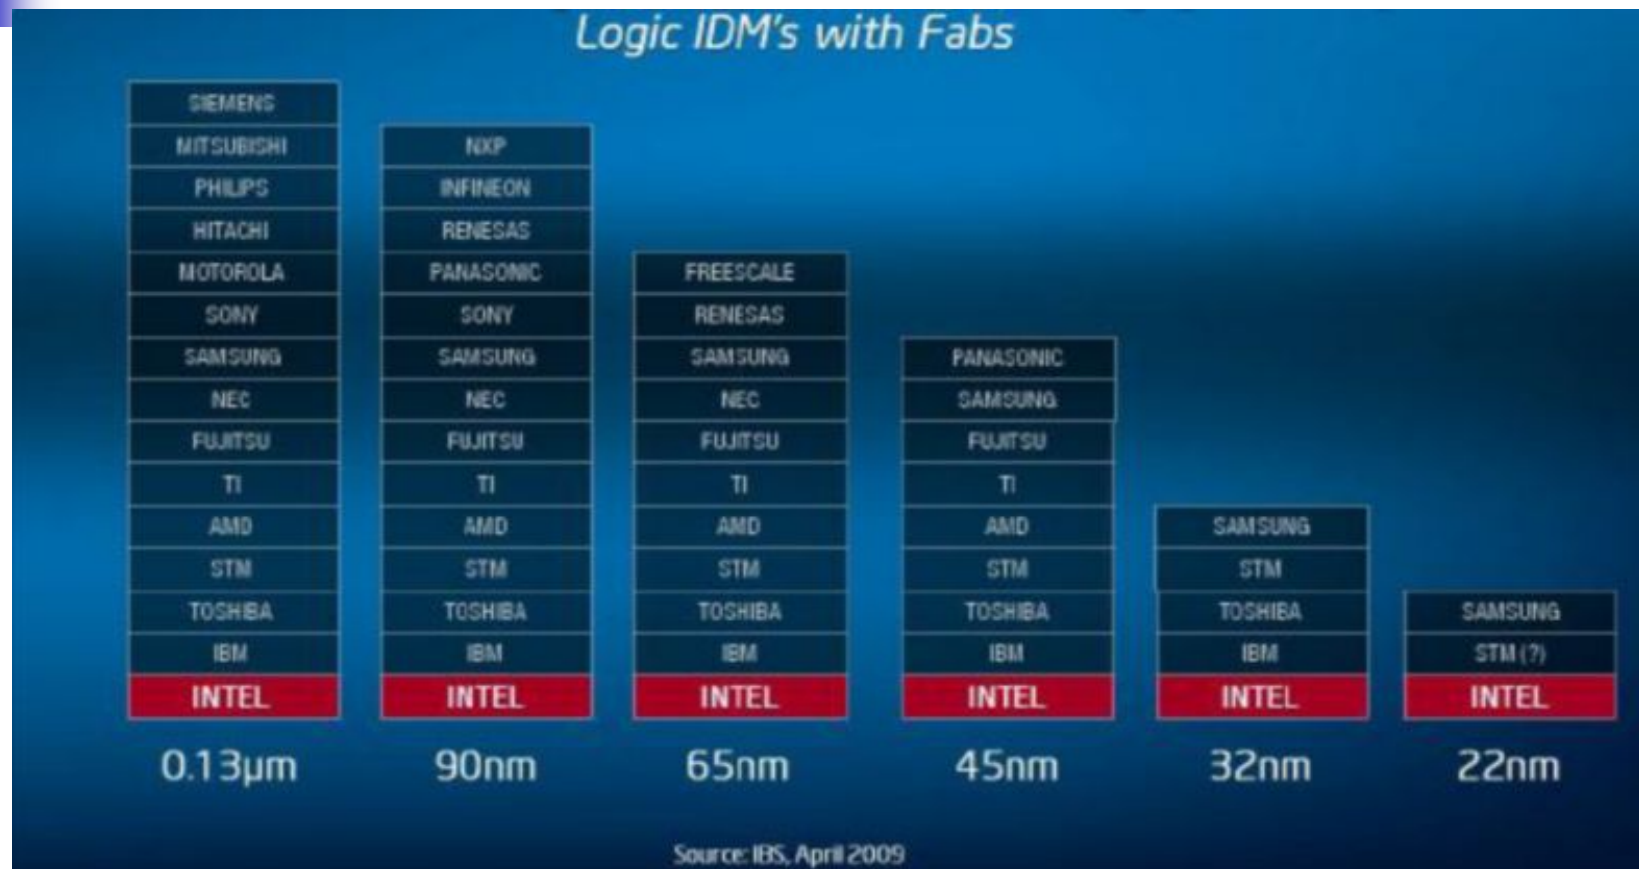 Logic IDM's with Fabs
SIEMENS
MITSUBISHI
PHILIPS
HITACHI
MOTOROLA
SONY
SAMSUNG
NEC
FUJITSU
TI
AMD
STM
TOSHIBA
IBM
INTEL
0.13μm
NXP
INFINEON
RENESAS
PANASONIC
SONY
SAMSUNG
NEC
FUJITSU
TI
AMD
STM
TOSHIBA
IBM
INTEL
90nm
FREESCALE
RENESAS
SAMSUNG
NEC
FUJITSU
TI
AMD
STM
TOSHIBA
IBM
INTEL
65nm
PANASONIC
SAMSUNG
FUJITSU
TI
AMD
STM
TOSHIBA
IBM
INTEL
45nm
SAMSUNG
STM
TOSHIBA
IBM
INTEL
32nm
SAMSUNG
STM (?)
INTEL
22nm
Source: IBS, April 2009